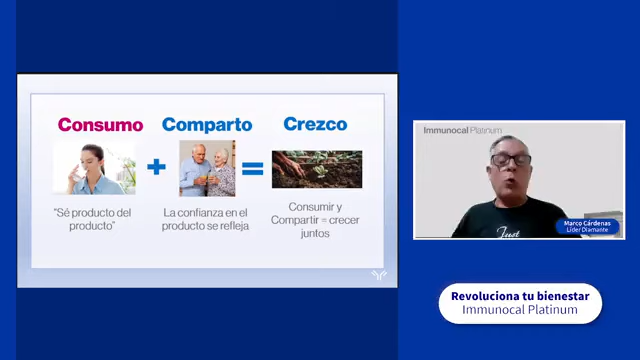 Consumo
Comparto
Crezco
+
=
"Sé producto del
producto"
La confianza en el
producto se refleja
Consumir y
Compartir = crecer
juntos
Immunocal Platinum
Just
Marco Cárdenas
Líder Diamante
Revoluciona tu bienestar
Immunocal Platinum